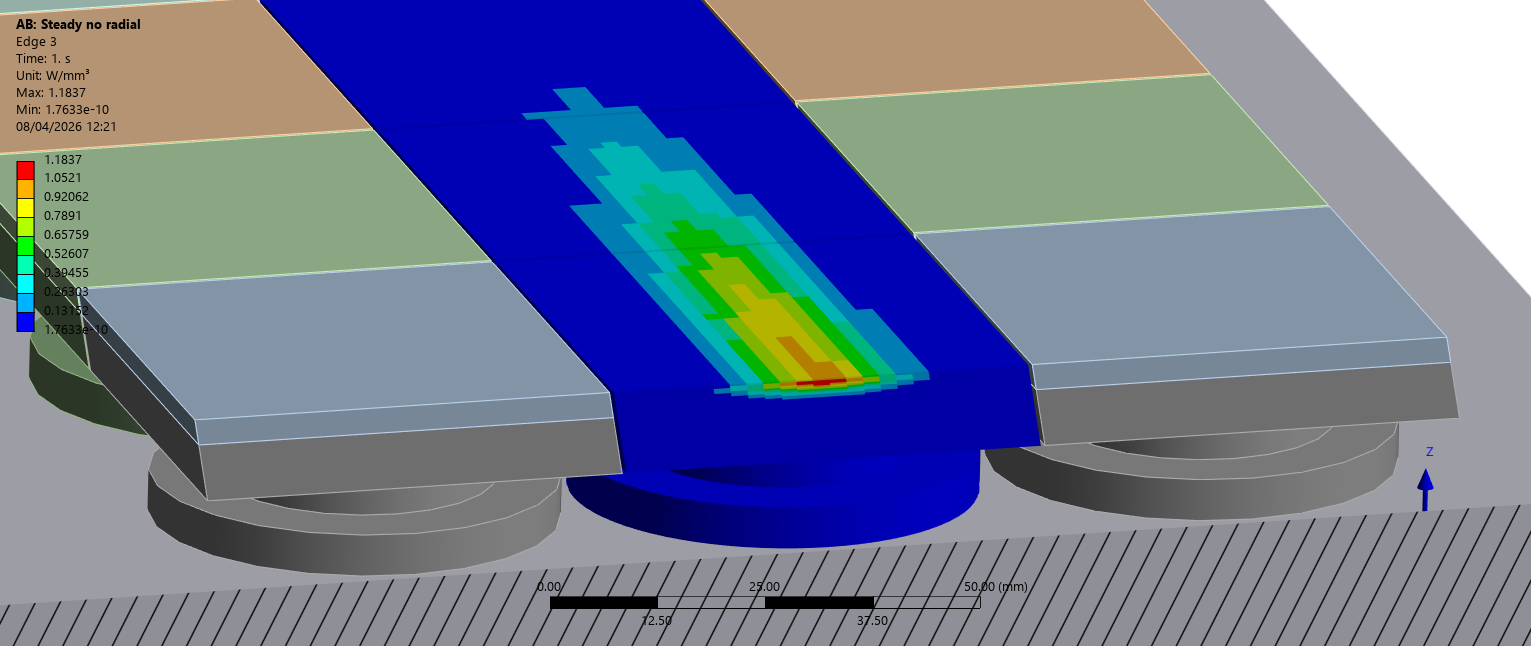 AB: Steady no radial
Edge 3
Time: 1. s
Unit: W/mm³
Max: 1.1837
Min: 1.7633e-10
08/04/2026 12:21
1.1837
1.0521
0.92062
0.7891
0.65759
0.52607
0.39455
0.26303
0.13152
1.7633e-10
Z
0.00 25.00 50.00 (mm)
12.50 37.50